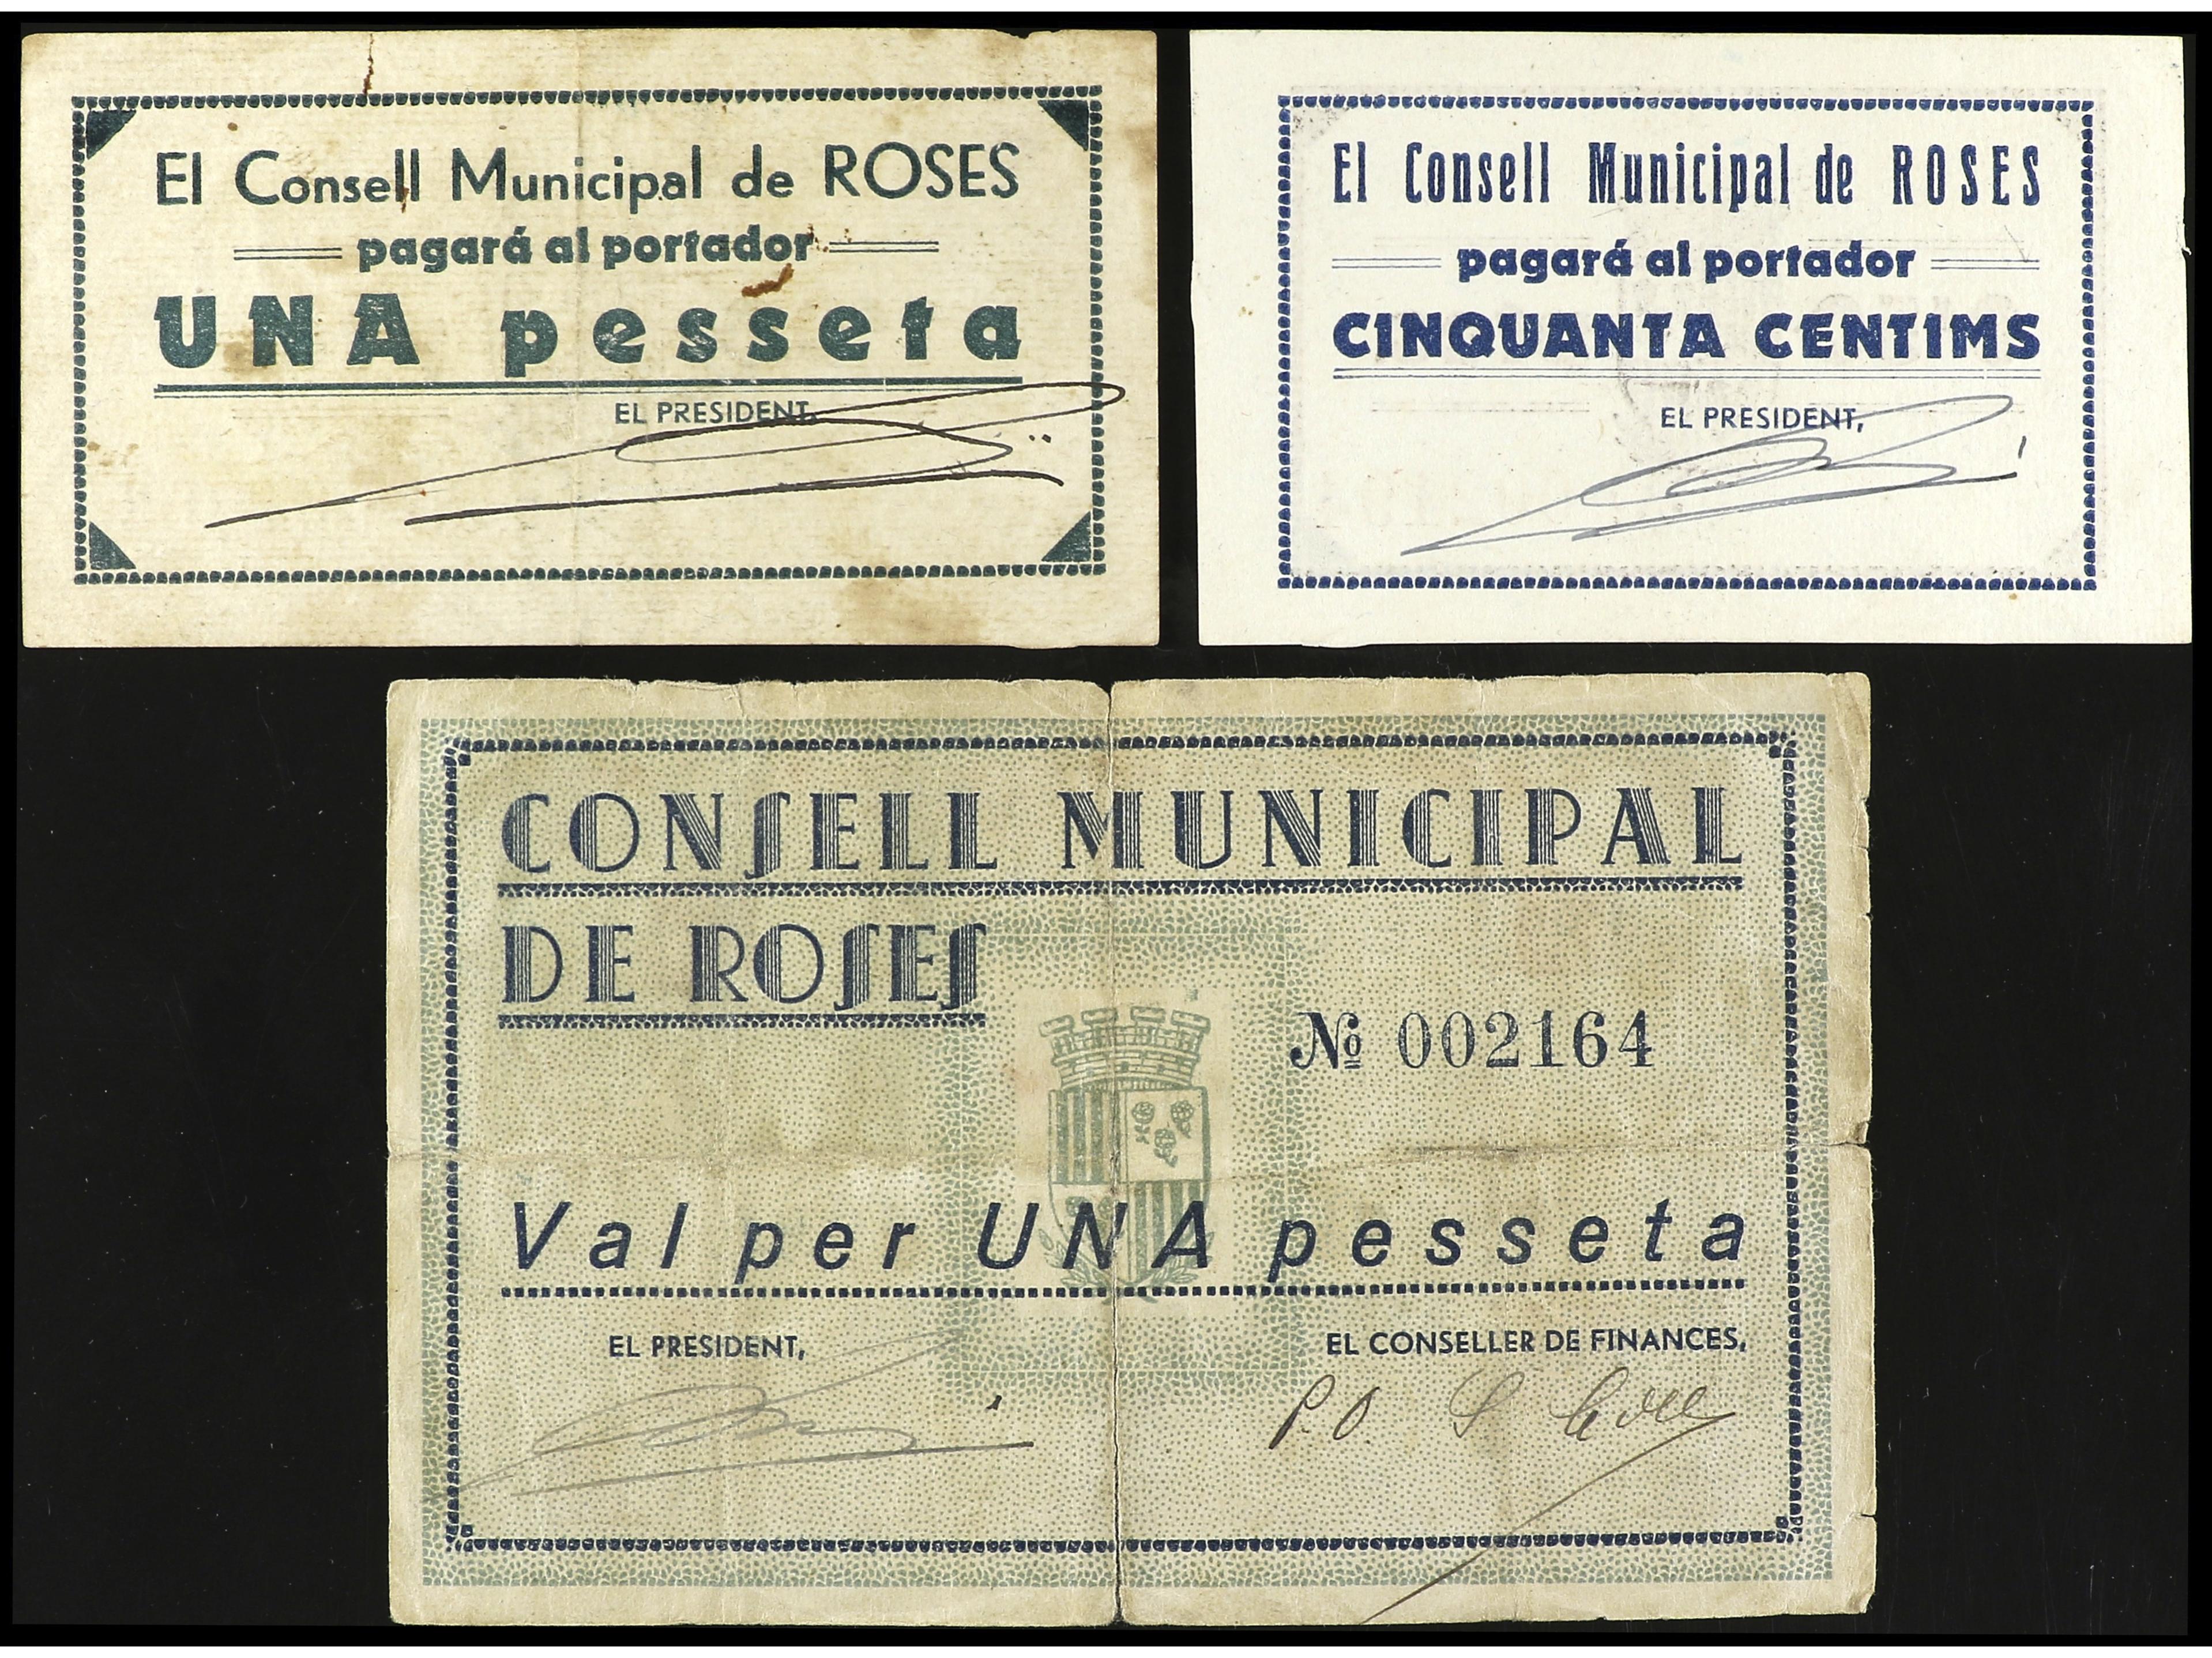 El Consell Municipal de ROSES
pagará al portador
UNA pesseta
EL PRESIDENT,
El Consell Municipal de ROSES
pagará al portador
CINQUANTA CENTIMS
EL PRESIDENT,
CONSELL MUNICIPAL
DE ROSES
Nº 002164
Val per UNA pesseta
EL PRESIDENT,
EL CONSELLER DE FINANCES,
P.O.